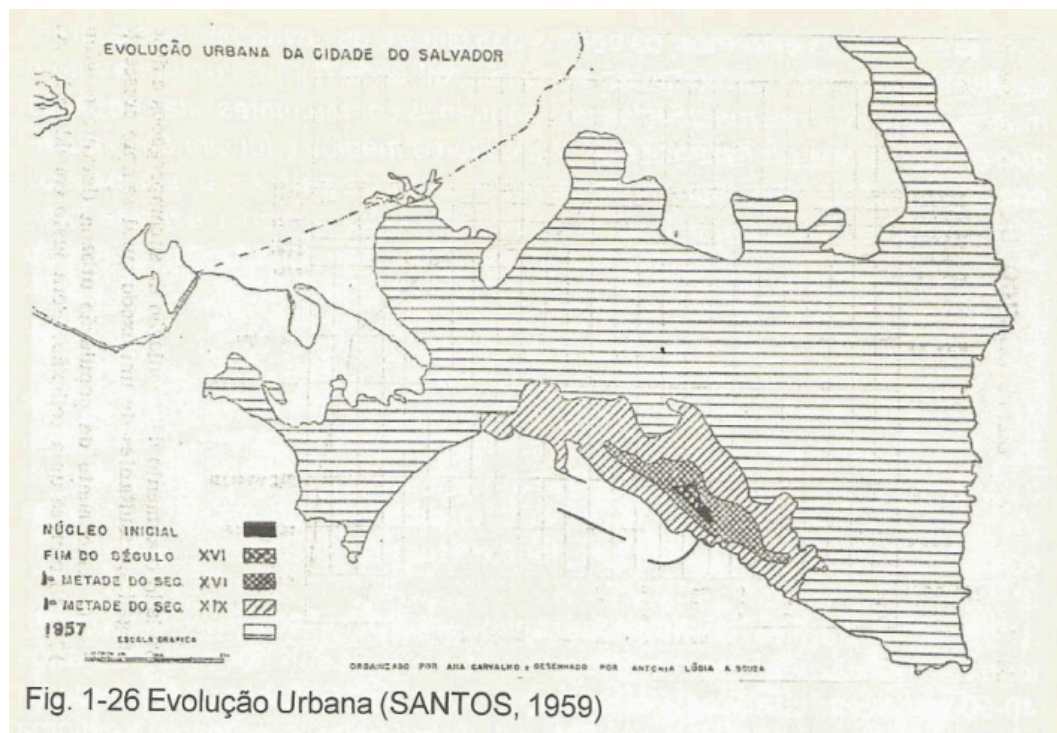 EVOLUÇÃO URBANA DA CIDADE DO SALVADOR
NÚCLEO INICIAL
FIM DO SÉCULO XVI
1ª METADE DO SEC. XVI
1ª METADE DO SEC. XIX
1957
ESCALA GRÁFICA
ORGANIZADO POR ANA CARVALHO E DESENHADO POR ANTONIA LÚDIA A. SOUZA
Fig. 1-26 Evolução Urbana (SANTOS, 1959)